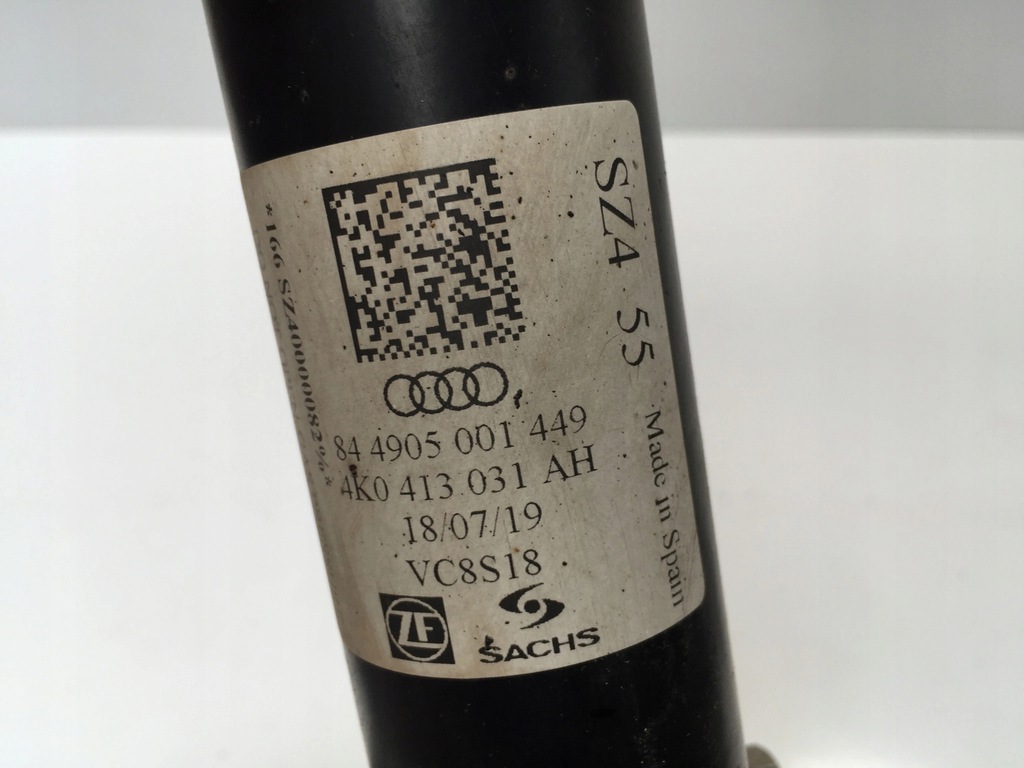 SZ4 55
84 4905 001 449
4K0 413 031 AH
18/07/19
VC8S18
ZF
SACHS
Made in Spain